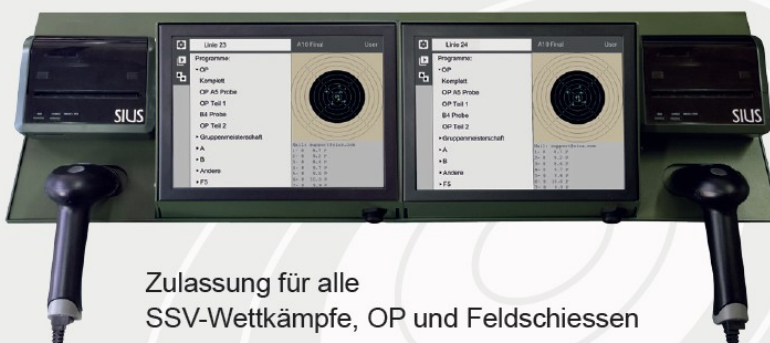 SIUS
Linie 23 A10 Final User
Programme:
OP
Komplett
OP A5 Probe
OP Teil 1
B4 Probe
OP Teil 2
Gruppenmeisterschaft
A
B
Andere
FS
Linie 24 A10 Final User
Programme:
OP
Komplett
OP A5 Probe
OP Teil 1
B4 Probe
OP Teil 2
Gruppenmeisterschaft
A
B
Andere
FS
SIUS
Zulassung für alle
SSV-Wettkämpfe, OP und Feldschiessen